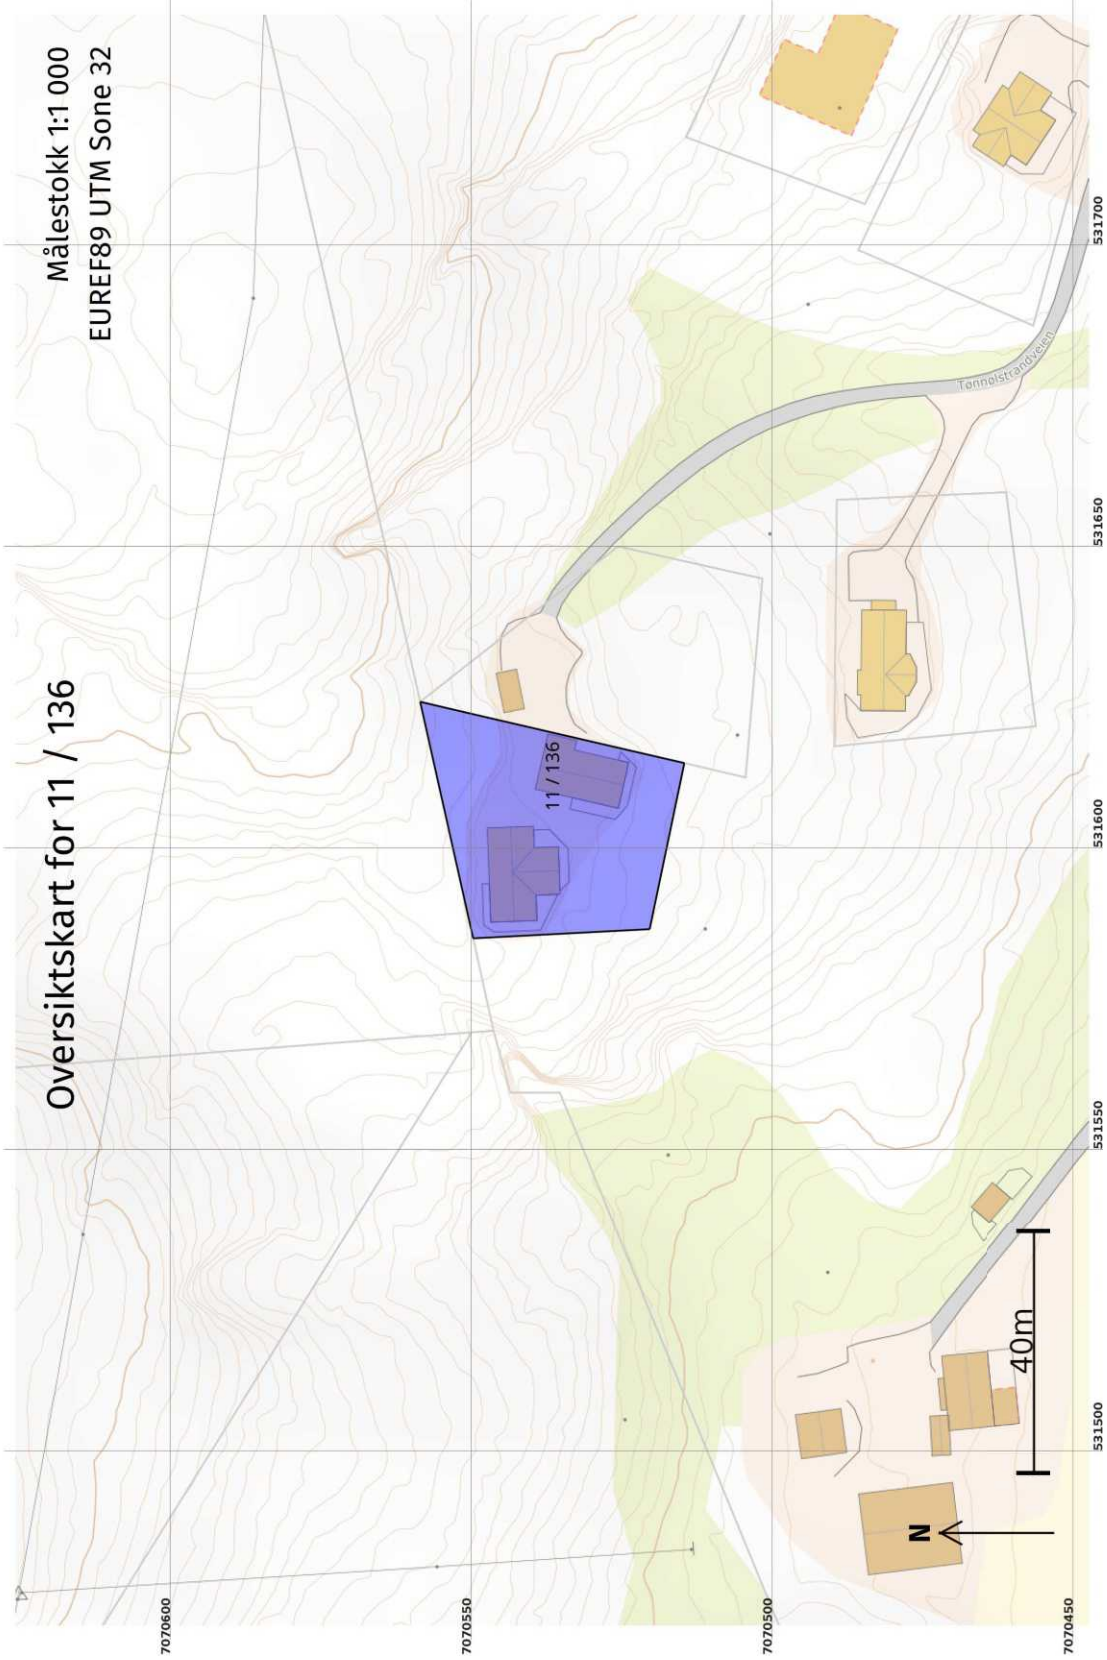 Oversiktskart for 11 / 136
Målestokk 1:1 000
EUREF89 UTM Sone 32
7070600
7070550
7070500
7070450
11 / 136
Tønnølstrandveien
N
40m
531500
531550
531600
531650
531700